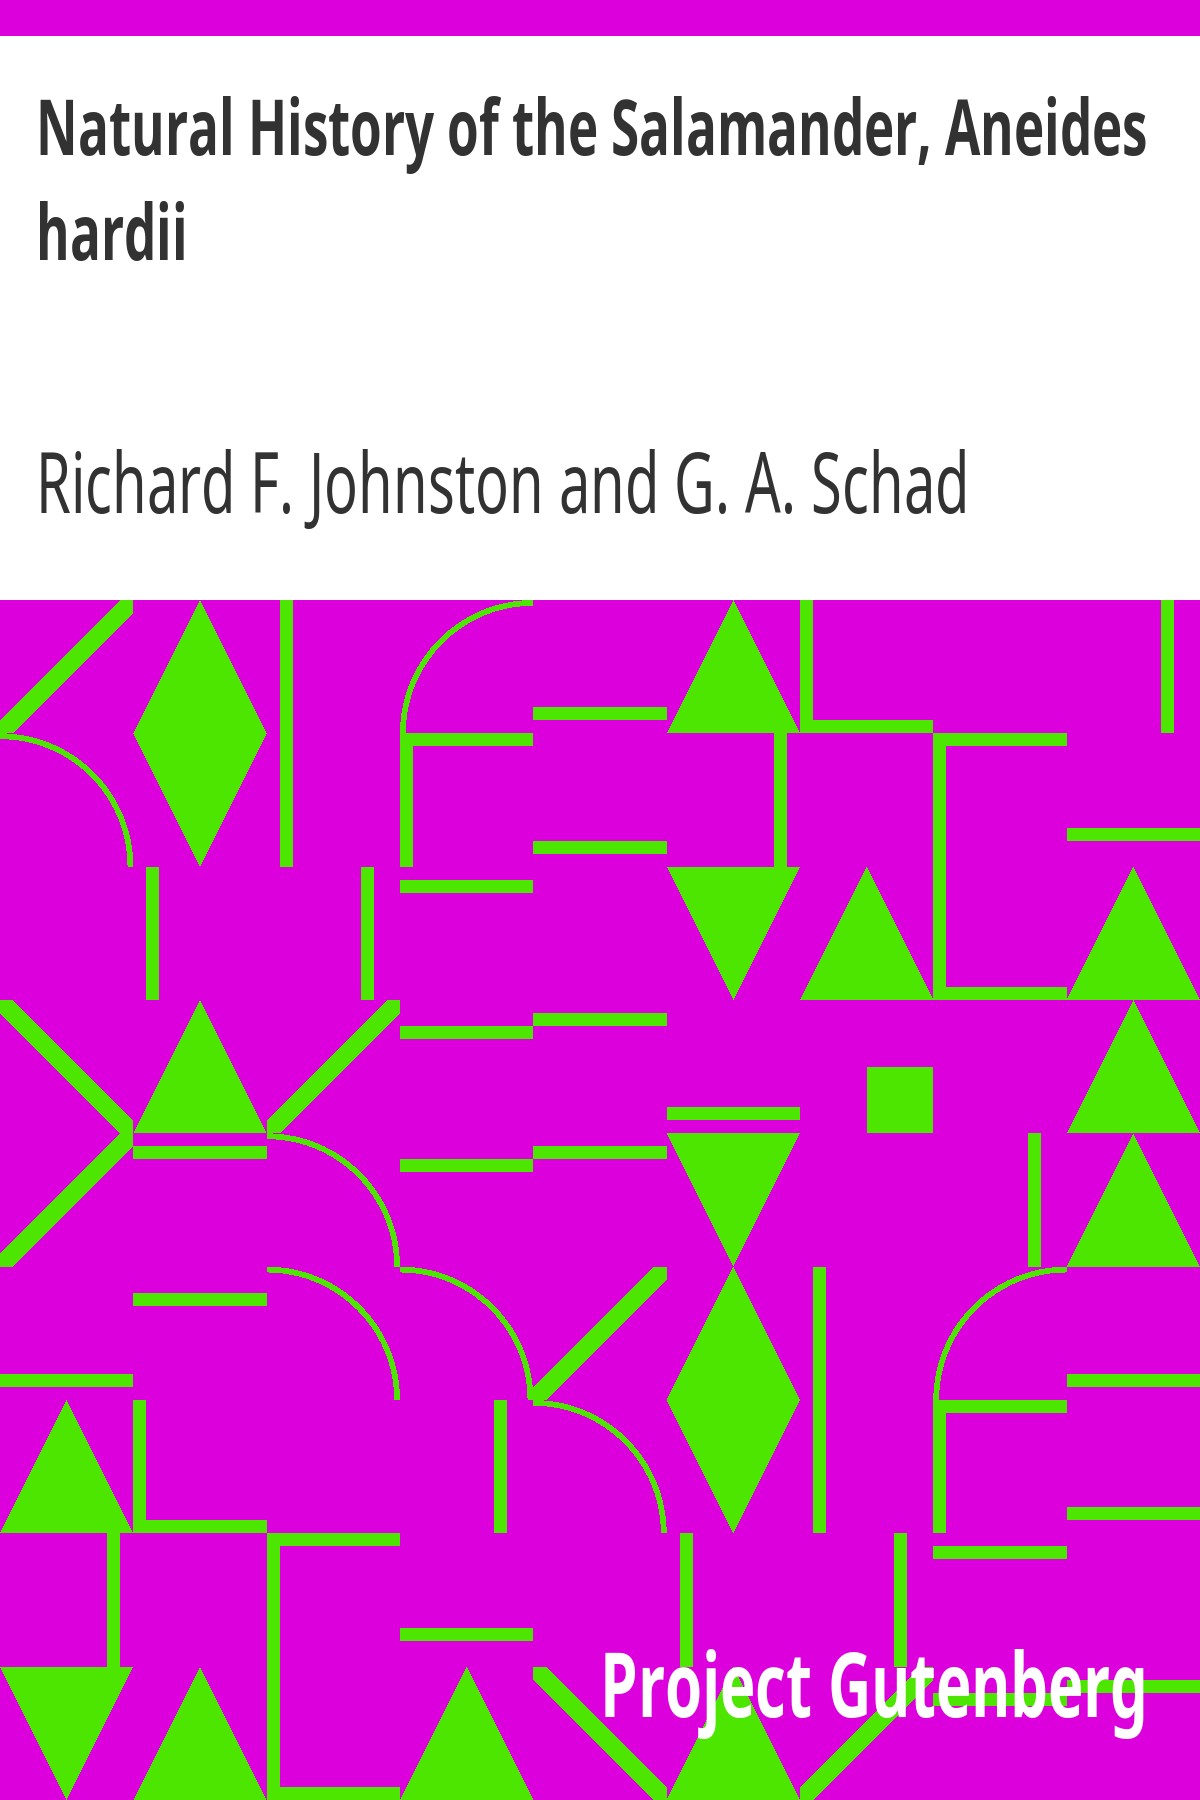 Natural History of the Salamander, Aneides
hardii
Richard F. Johnston and G. A. Schad
Project Gutenberg